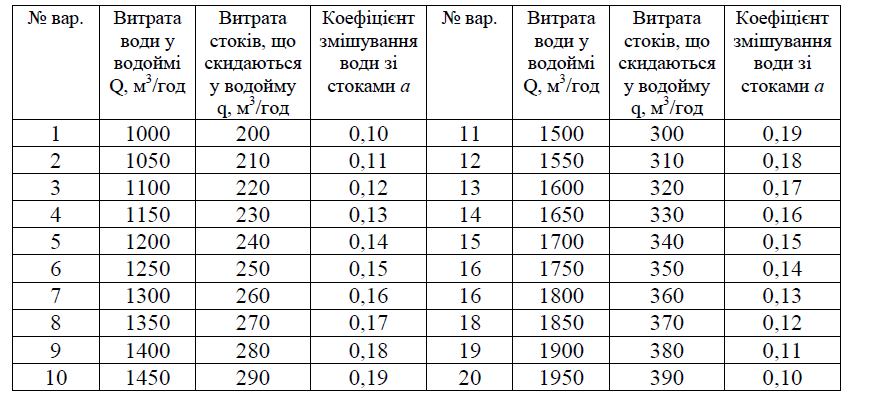 № вар. Витрата води у водоймі Q, м³/год Витрата стоків, що скидаються у водойму q, м³/год Коефіцієнт змішування води зі стоками а № вар. Витрата води у водоймі Q, м³/год Витрата стоків, що скидаються у водойму q, м³/год Коефіцієнт змішування води зі стоками а
1 1000 200 0,10 11 1500 300 0,19
2 1050 210 0,11 12 1550 310 0,18
3 1100 220 0,12 13 1600 320 0,17
4 1150 230 0,13 14 1650 330 0,16
5 1200 240 0,14 15 1700 340 0,15
6 1250 250 0,15 16 1750 350 0,14
7 1300 260 0,16 16 1800 360 0,13
8 1350 270 0,17 18 1850 370 0,12
9 1400 280 0,18 19 1900 380 0,11
10 1450 290 0,19 20 1950 390 0,10